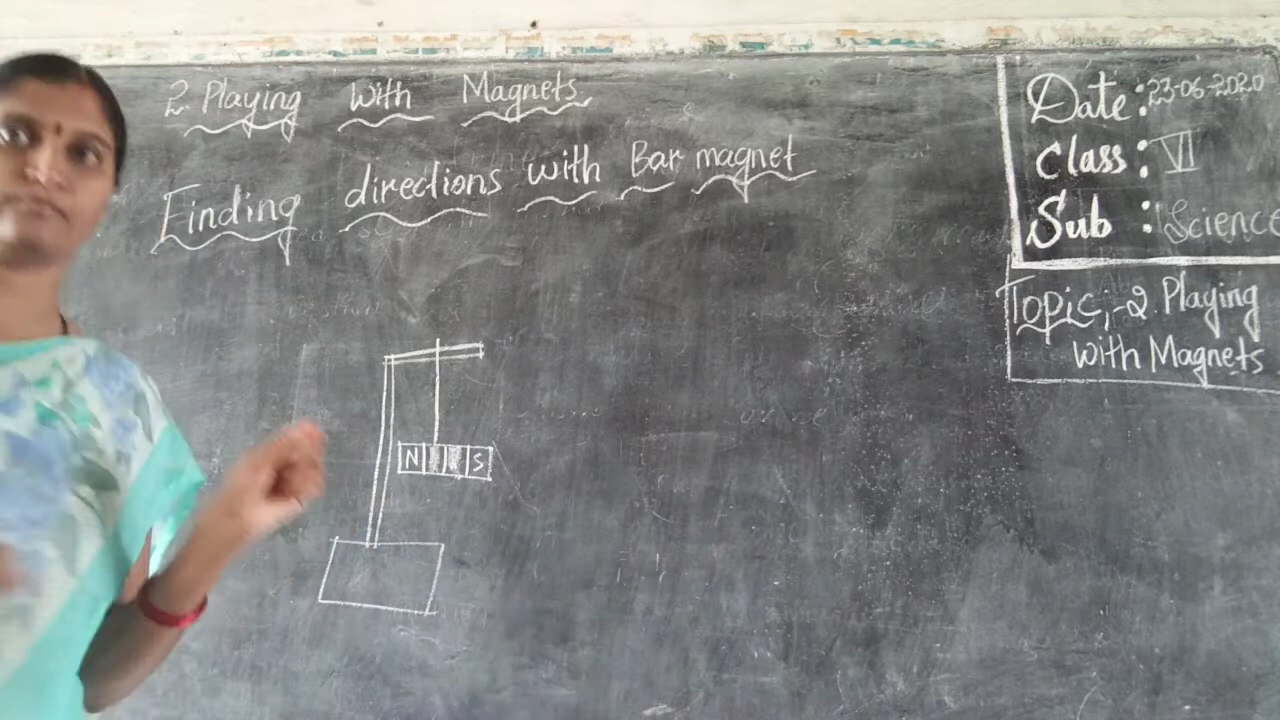 2. Playing with Magnets
Finding directions with Bar magnet
N S
Date: 23-06-2020
Class: VI
Sub : Science
Topic,-2. Playing
with Magnets